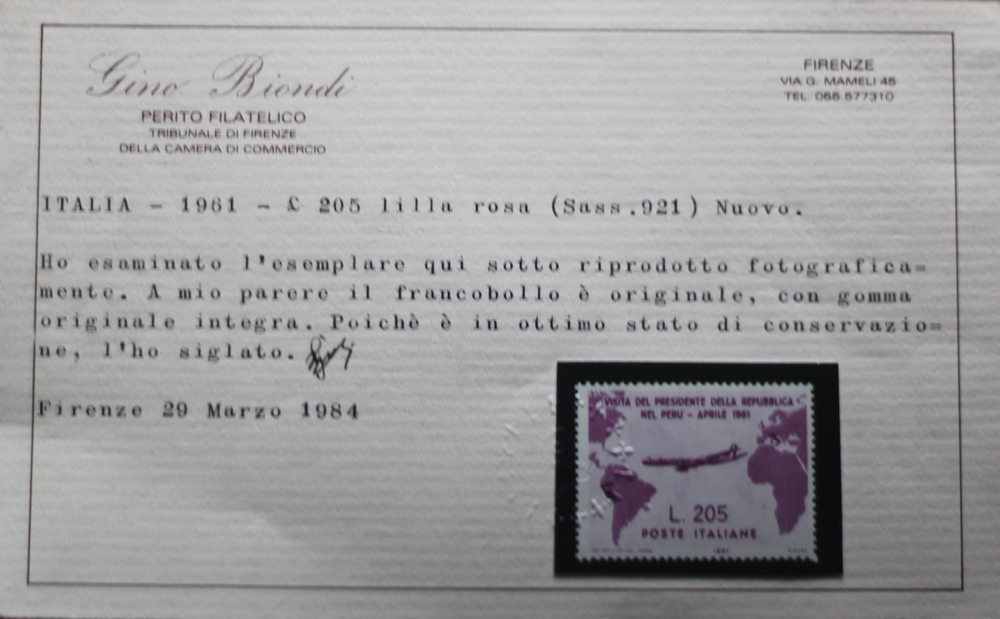 Gino Biondi
PERITO FILATELICO
TRIBUNALE DI FIRENZE
DELLA CAMERA DI COMMERCIO
FIRENZE
VIA G. MAMELI 45
TEL. 055.577310
ITALIA - 1961 - £ 205 lilla rosa (Sass.921) Nuovo.
Ho esaminato l'esemplare qui sotto riprodotto fotografica=
mente. A mio parere il francobollo è originale, con gomma
originale integra. Poichè è in ottimo stato di conservazio=
ne, l'ho siglato.
Firenze 29 Marzo 1984
VISITA DEL PRESIDENTE DELLA REPUBBLICA
NEL PERU' - APRILE 1961
L. 205
POSTE ITALIANE
1961